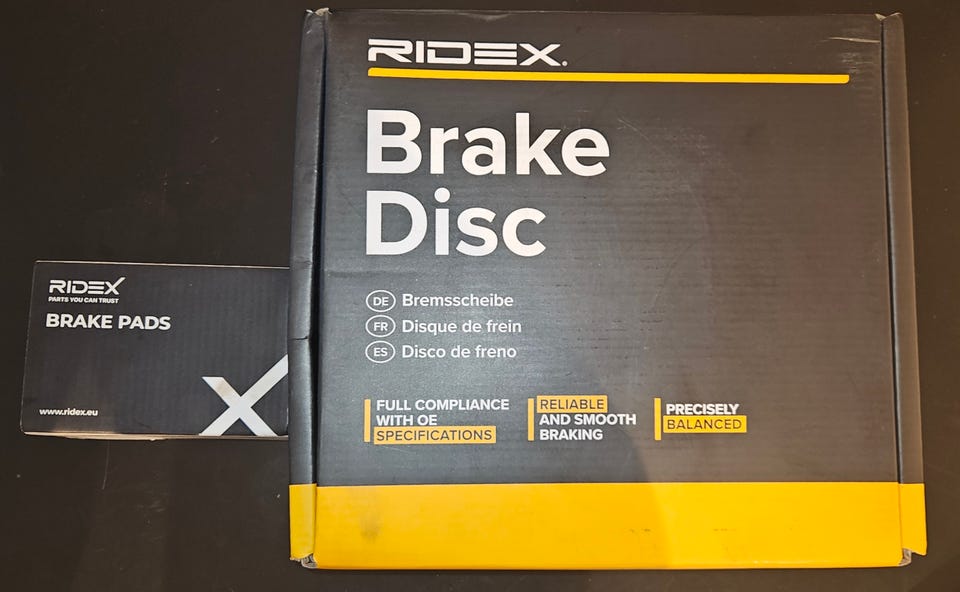 RIDEX
Brake
Disc
DE Bremsscheibe
FR Disque de frein
ES Disco de freno
FULL COMPLIANCE
WITH OE
SPECIFICATIONS
RELIABLE
AND SMOOTH
BRAKING
PRECISELY
BALANCED
RIDEX
PARTS YOU CAN TRUST
BRAKE PADS
www.ridex.eu